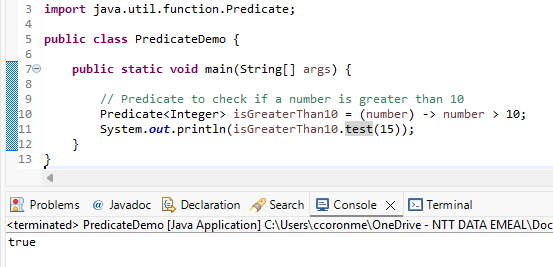 3 import java.util.function.Predicate;
4
5 public class PredicateDemo {
6
7 public static void main(String[] args) {
8
9 // Predicate to check if a number is greater than 10
10 Predicate<Integer> isGreaterThan10 = (number) -> number > 10;
11 System.out.println(isGreaterThan10.test(15));
12 }
13 }
Problems @ Javadoc Declaration Search Console × Terminal
<terminated> PredicateDemo [Java Application] C:\Users\ccoronme\OneDrive - NTT DATA EMEAL\Doc
true